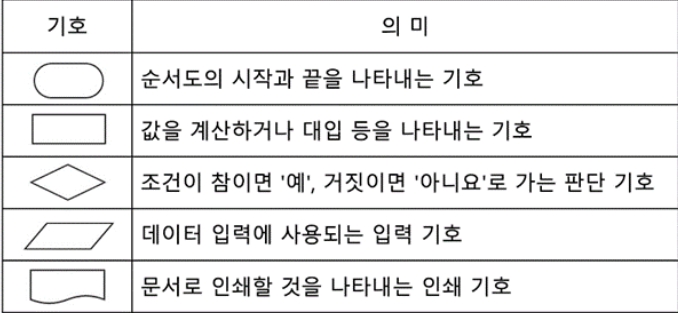 기호 의 미
순서도의 시작과 끝을 나타내는 기호
값을 계산하거나 대입 등을 나타내는 기호
조건이 참이면 '예', 거짓이면 '아니요'로 가는 판단 기호
데이터 입력에 사용되는 입력 기호
문서로 인쇄할 것을 나타내는 인쇄 기호